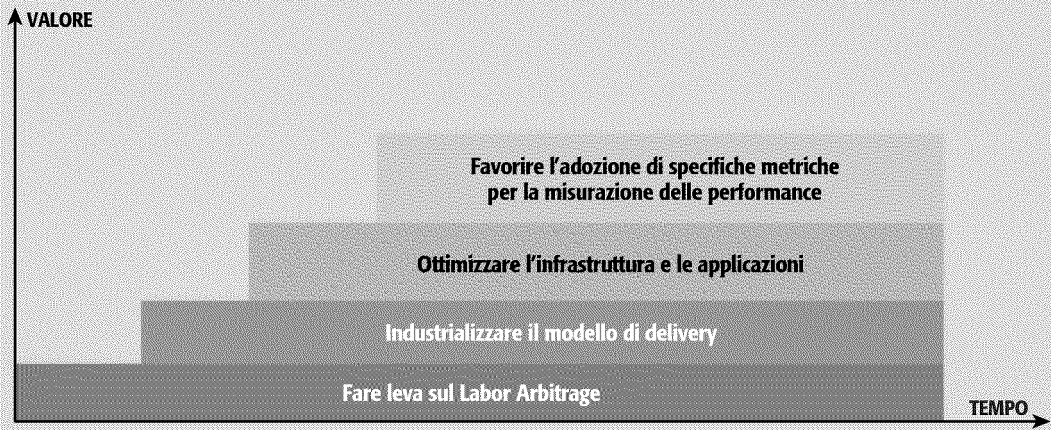 VALORE
Favorire l'adozione di specifiche metriche
per la misurazione delle performance
Ottimizzare l'infrastruttura e le applicazioni
Industrializzare il modello di delivery
Fare leva sul Labor Arbitrage
TEMPO